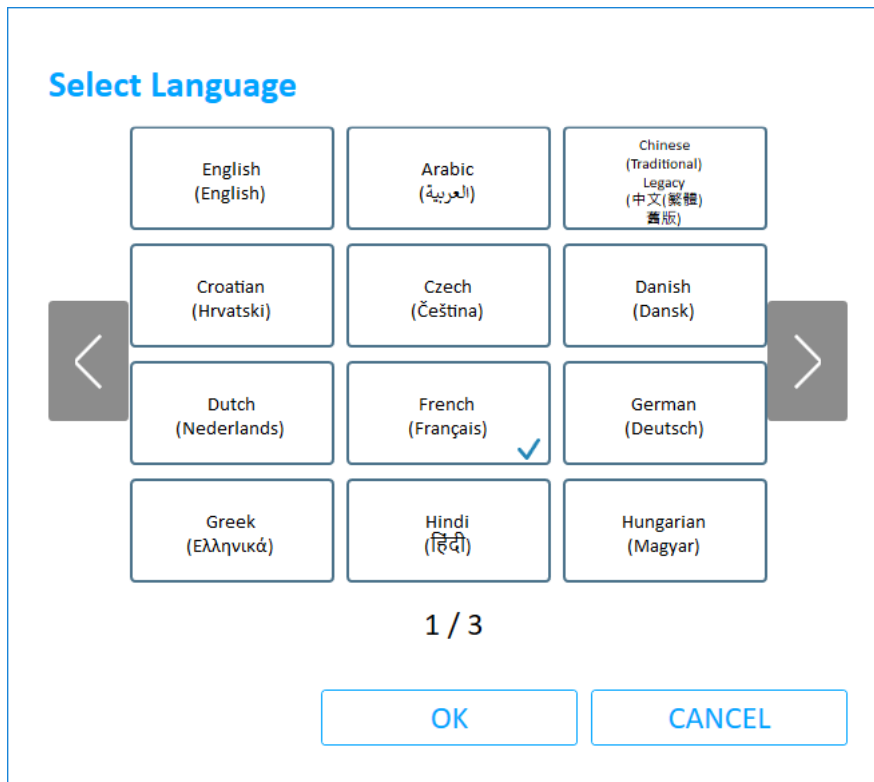 Select Language
English
(English)
Arabic
(العربية)
Chinese
(Traditional)
Legacy
(中文(繁體)
舊版)
Croatian
(Hrvatski)
Czech
(Čeština)
Danish
(Dansk)
Dutch
(Nederlands)
French
(Français)
German
(Deutsch)
Greek
(Ελληνικά)
Hindi
(हिंदी)
Hungarian
(Magyar)
1 / 3
OK
CANCEL